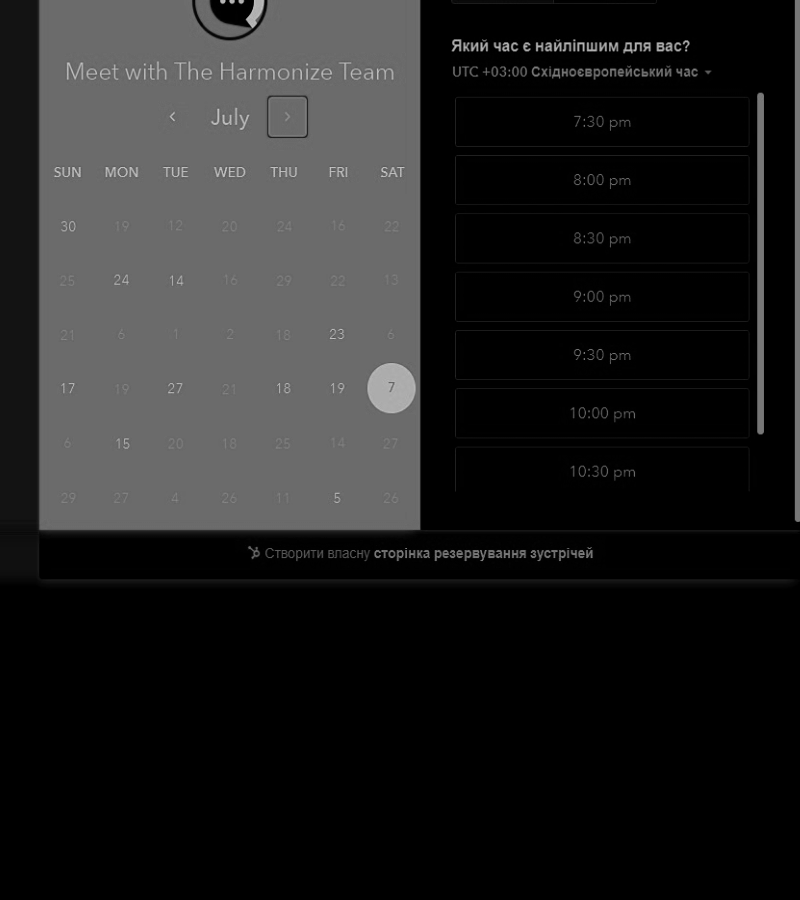 Meet with The Harmonize Team
July
SUN MON TUE WED THU FRI SAT
30 19 12 20 24 16 22
25 24 14 16 29 22 13
21 6 1 2 18 23 6
17 19 27 21 18 19 7
6 15 20 18 25 14 27
29 27 4 26 11 5 26
Який час є найліпшим для вас?
UTC +03:00 Східноєвропейський час
7:30 pm
8:00 pm
8:30 pm
9:00 pm
9:30 pm
10:00 pm
10:30 pm
Створити власну сторінка резервування зустрічей